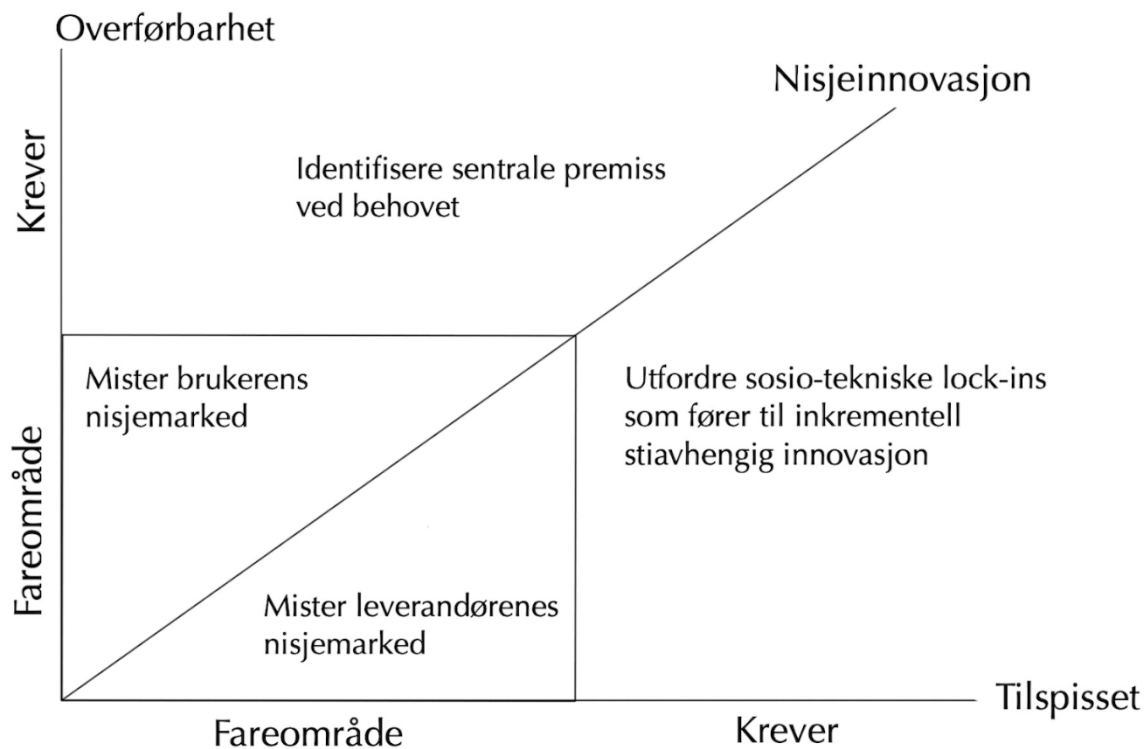 Overførbarhet
Nisjeinnovasjon
Krever
Identifisere sentrale premiss
ved behovet
Mister brukerens
nisjemarked
Utfordre sosio-tekniske lock-ins
som fører til inkrementell
stiavhengig innovasjon
Fareområde
Mister leverandørenes
nisjemarked
Tilspisset
Fareområde
Krever